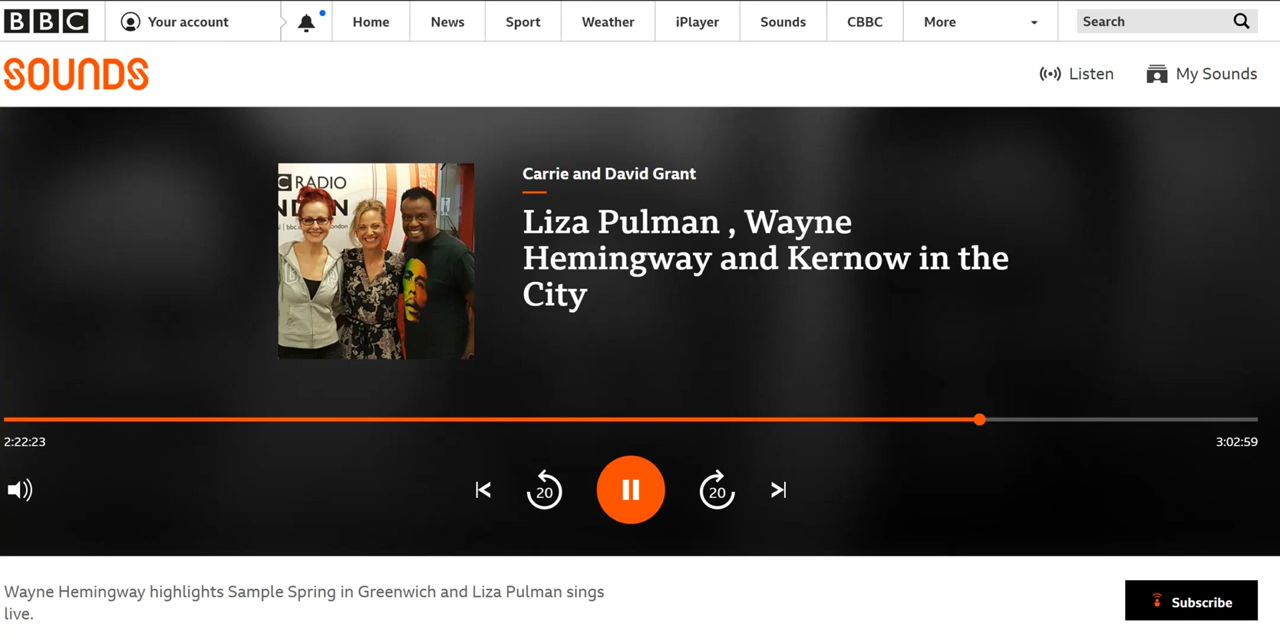 BBC
Your account
Home
News
Sport
Weather
iPlayer
Sounds
CBBC
More
Search
SOUNDS
Listen
My Sounds
C RADIO
Carrie and David Grant
Liza Pulman , Wayne
Hemingway and Kernow in the
City
2:22:23
3:02:59
20
20
Wayne Hemingway highlights Sample Spring in Greenwich and Liza Pulman sings
live.
Subscribe